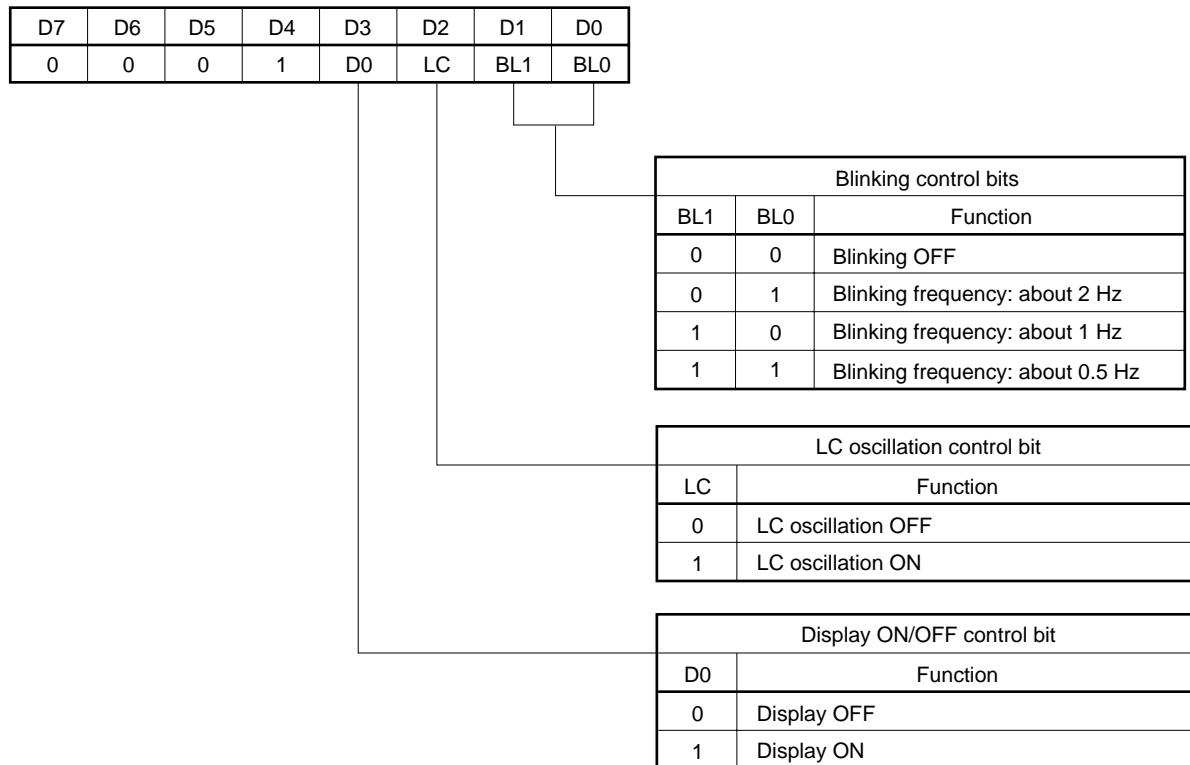 D7 D6 D5 D4 D3 D2 D1 D0
0 0 0 1 D0 LC BL1 BL0
Blinking control bits
BL1 BL0 Function
0 0 Blinking OFF
0 1 Blinking frequency: about 2 Hz
1 0 Blinking frequency: about 1 Hz
1 1 Blinking frequency: about 0.5 Hz
LC oscillation control bit
LC Function
0 LC oscillation OFF
1 LC oscillation ON
Display ON/OFF control bit
D0 Function
0 Display OFF
1 Display ON